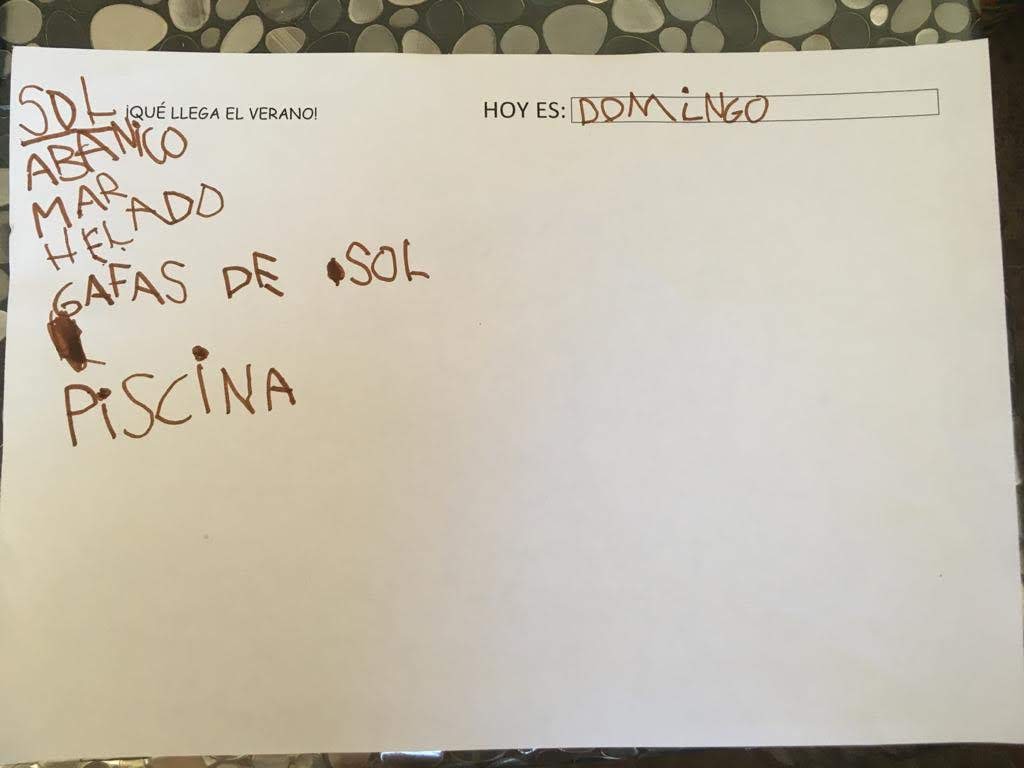 SOL ¡QUÉ LLEGA EL VERANO! HOY ES: DOMiNGO
ABANiCO
MAR
HELADO
GAFAS DE SOL
PiSCiNA